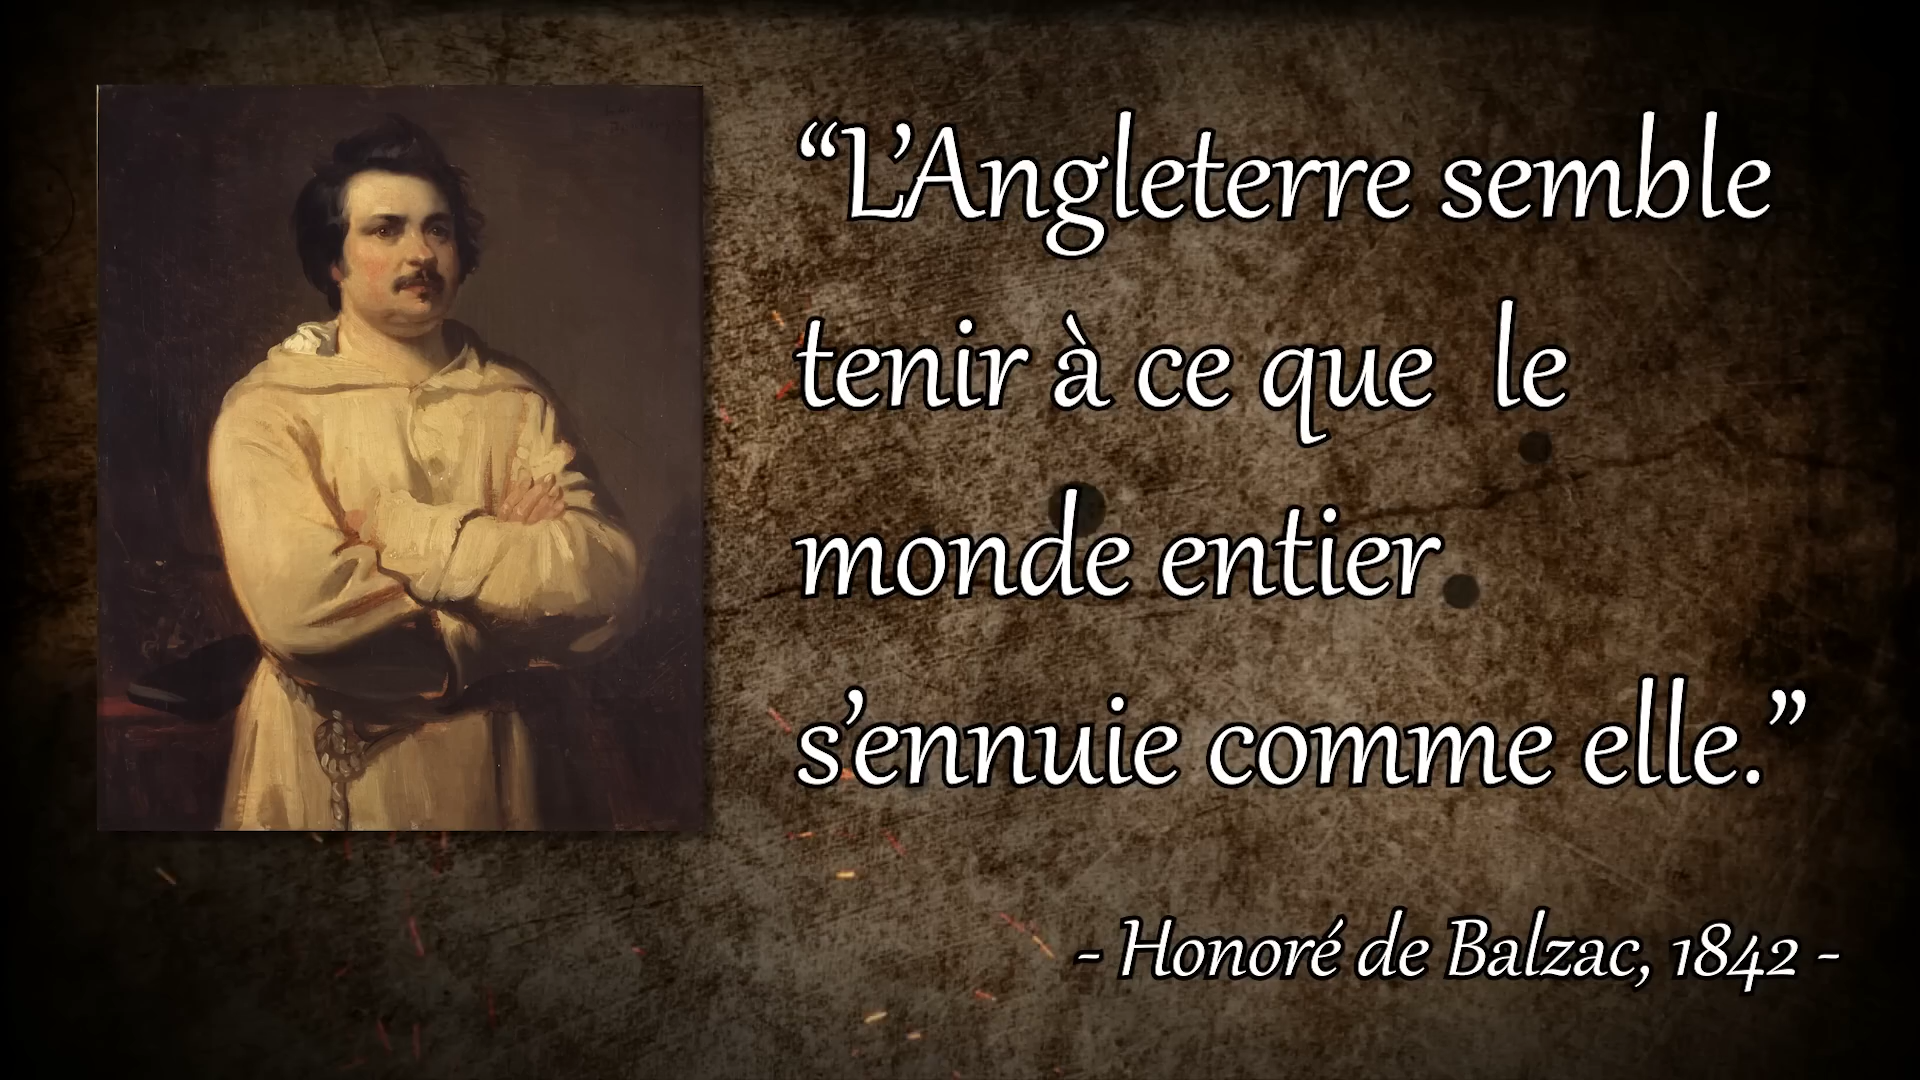 “L’Angleterre semble
tenir à ce que le
monde entier
s’ennuie comme elle.”
- Honoré de Balzac, 1842 -